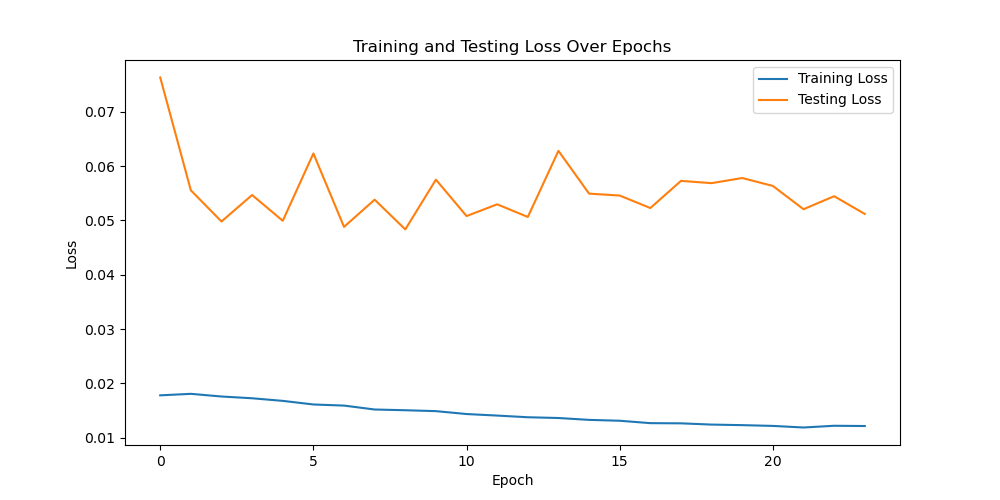 Training and Testing Loss Over Epochs
Training Loss
Testing Loss
0.07
0.06
0.05
0.04
0.03
0.02
0.01
Loss
0 5 10 15 20
Epoch